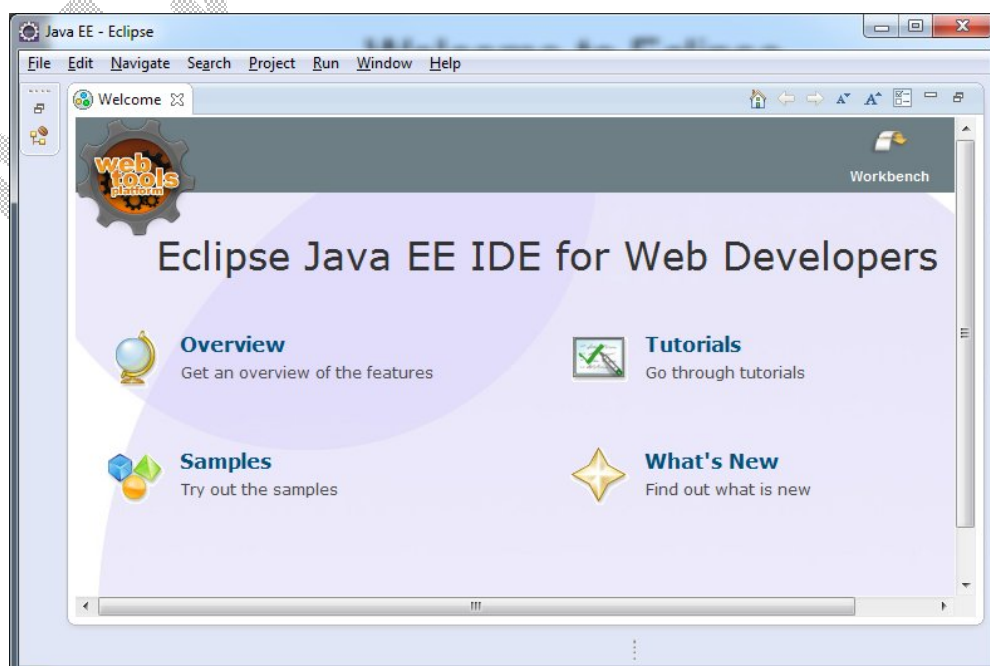 Java EE - Eclipse
File Edit Navigate Search Project Run Window Help
Welcome
web
tools
platform
Workbench
Eclipse Java EE IDE for Web Developers
Overview
Get an overview of the features
Tutorials
Go through tutorials
Samples
Try out the samples
What's New
Find out what is new